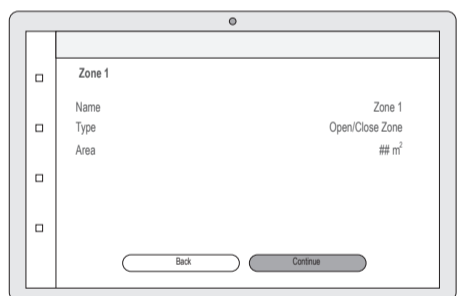 Zone 1
Name Zone 1
Type Open/Close Zone
Area ## m²
Back Continue